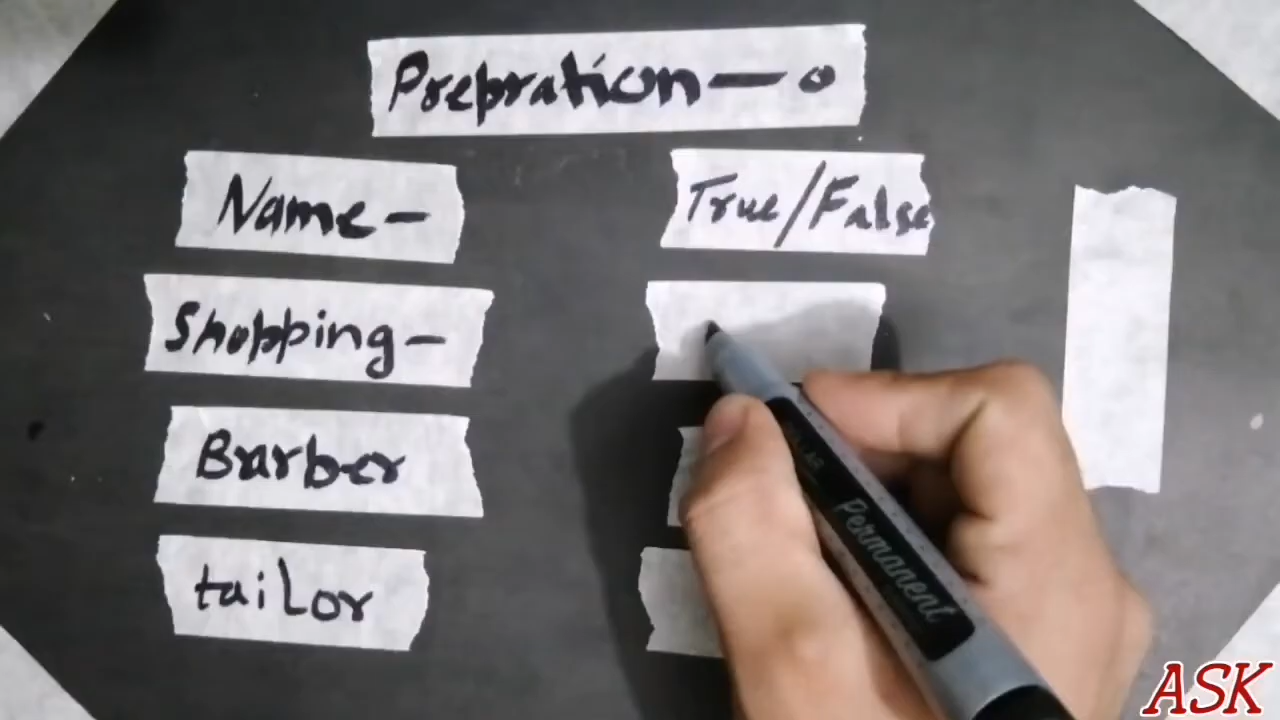 Prepration— o
Name –
True/False
Shopping –
Barber
tailor
Permanent
ASK